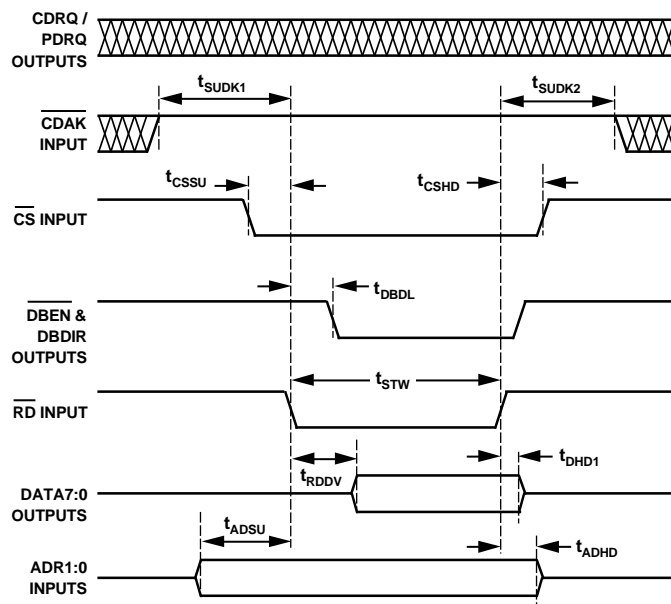 CDRQ /
PDRQ
OUTPUTS
tSUDK1
tSUDK2
CDAK
INPUT
tCSSU
tCSHD
CS INPUT
tDBDL
DBEN &
DBDIR
OUTPUTS
tSTW
RD INPUT
tRDDV
tDHD1
DATA7:0
OUTPUTS
tADSU
tADHD
ADR1:0
INPUTS